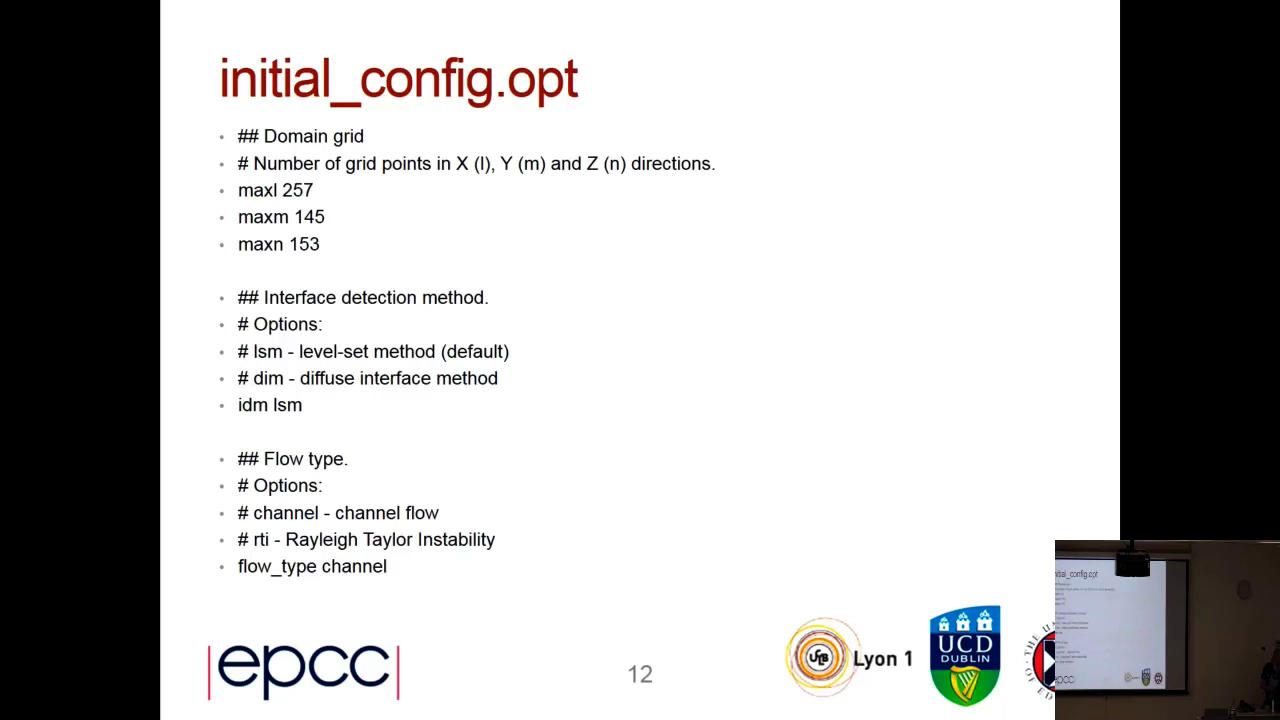 initial_config.opt
## Domain grid
# Number of grid points in X (l), Y (m) and Z (n) directions.
maxl 257
maxm 145
maxn 153
## Interface detection method.
# Options:
# lsm - level-set method (default)
# dim - diffuse interface method
idm lsm
## Flow type.
# Options:
# channel - channel flow
# rti - Rayleigh Taylor Instability
flow_type channel
epcc
12
Lyon 1
UCD
DUBLIN